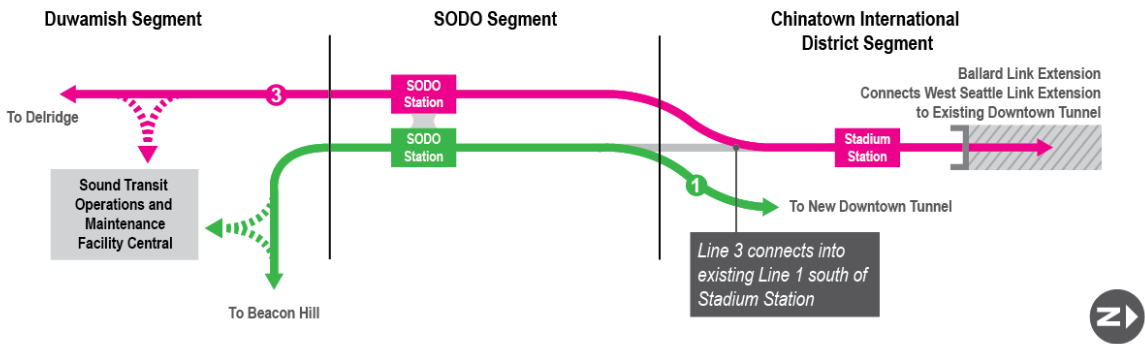 Duwamish Segment
SODO Segment
Chinatown International
District Segment
Ballard Link Extension
Connects West Seattle Link Extension
to Existing Downtown Tunnel
3
SODO
Station
To Delridge
SODO
Station
Stadium
Station
Sound Transit
Operations and
Maintenance
Facility Central
1
To New Downtown Tunnel
Line 3 connects into
existing Line 1 south of
Stadium Station
To Beacon Hill
N